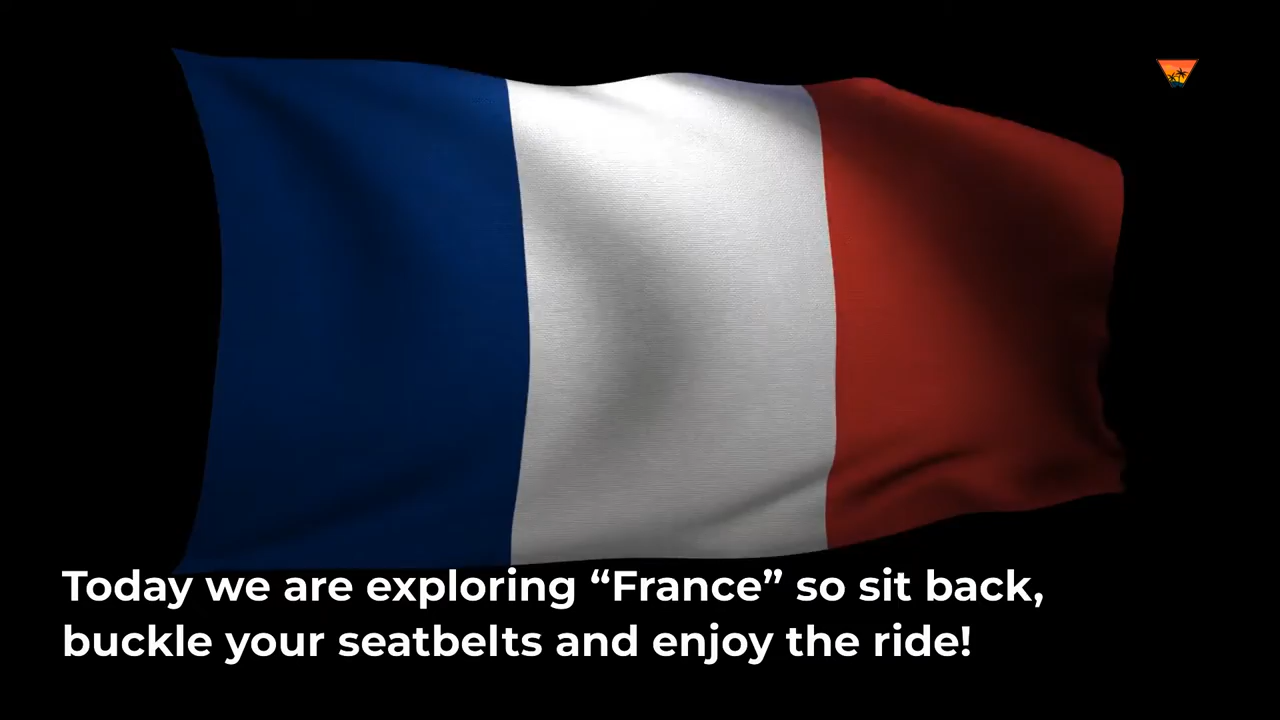 Today we are exploring “France” so sit back,
buckle your seatbelts and enjoy the ride!